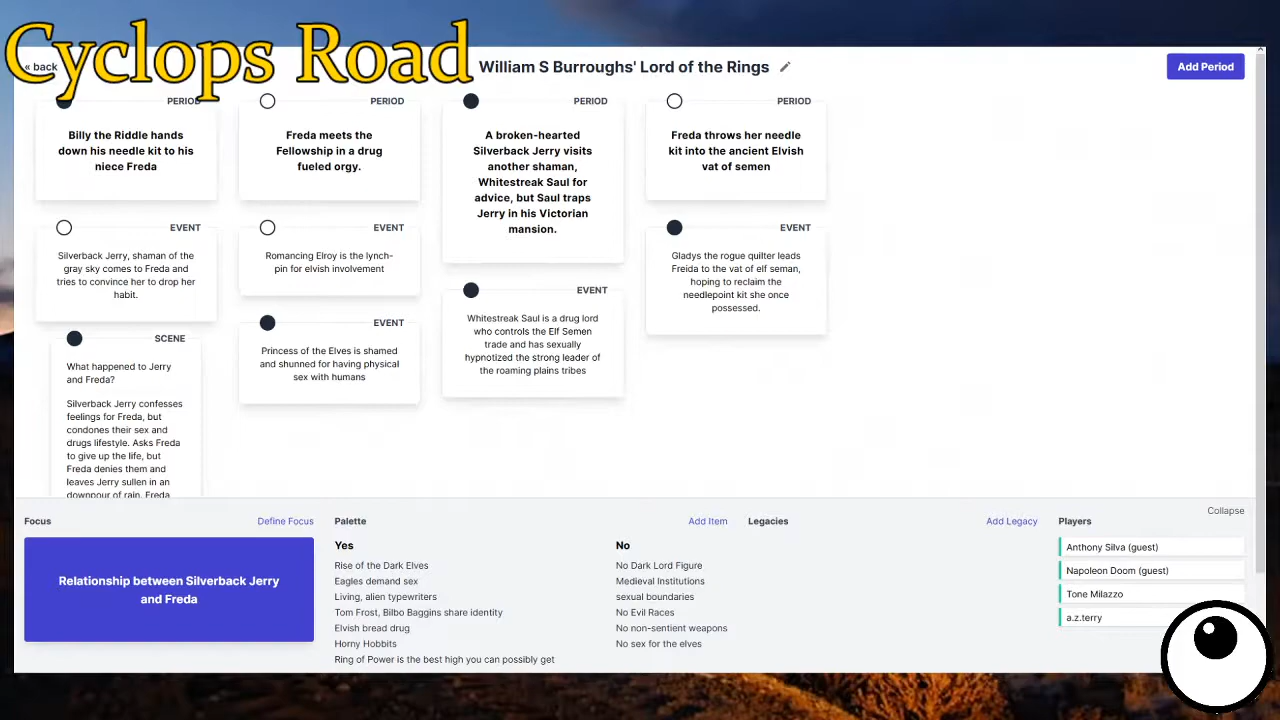 Cyclops Road
« back
William S Burroughs' Lord of the Rings
Add Period
PERIOD
Billy the Riddle hands
down his needle kit to his
niece Freda
EVENT
Silverback Jerry, shaman of the
gray sky comes to Freda and
tries to convince her to drop her
habit.
SCENE
What happened to Jerry
and Freda?
Silverback Jerry confesses
feelings for Freda, but
condones their sex and
drugs lifestyle. Asks Freda
to give up the life, but
Freda denies them and
leaves Jerry sullen in an
downpour of rain. Freda
PERIOD
Freda meets the
Fellowship in a drug
fueled orgy.
EVENT
Romancing Elroy is the lynch-
pin for elvish involvement
EVENT
Princess of the Elves is shamed
and shunned for having physical
sex with humans
PERIOD
A broken-hearted
Silverback Jerry visits
another shaman,
Whitestreak Saul for
advice, but Saul traps
Jerry in his Victorian
mansion.
EVENT
Whitestreak Saul is a drug lord
who controls the Elf Semen
trade and has sexually
hypnotized the strong leader of
the roaming plains tribes
PERIOD
Freda throws her needle
kit into the ancient Elvish
vat of semen
EVENT
Gladys the rogue quilter leads
Freida to the vat of elf seman,
hoping to reclaim the
needlepoint kit she once
possessed.
Collapse
Focus
Define Focus
Relationship between Silverback Jerry
and Freda
Palette
Add Item
Yes
Rise of the Dark Elves
Eagles demand sex
Living, alien typewriters
Tom Frost, Bilbo Baggins share identity
Elvish bread drug
Horny Hobbits
Ring of Power is the best high you can possibly get
No
No Dark Lord Figure
Medieval Institutions
sexual boundaries
No Evil Races
No non-sentient weapons
No sex for the elves
Legacies
Add Legacy
Players
Anthony Silva (guest)
Napoleon Doom (guest)
Tone Milazzo
a.z.terry